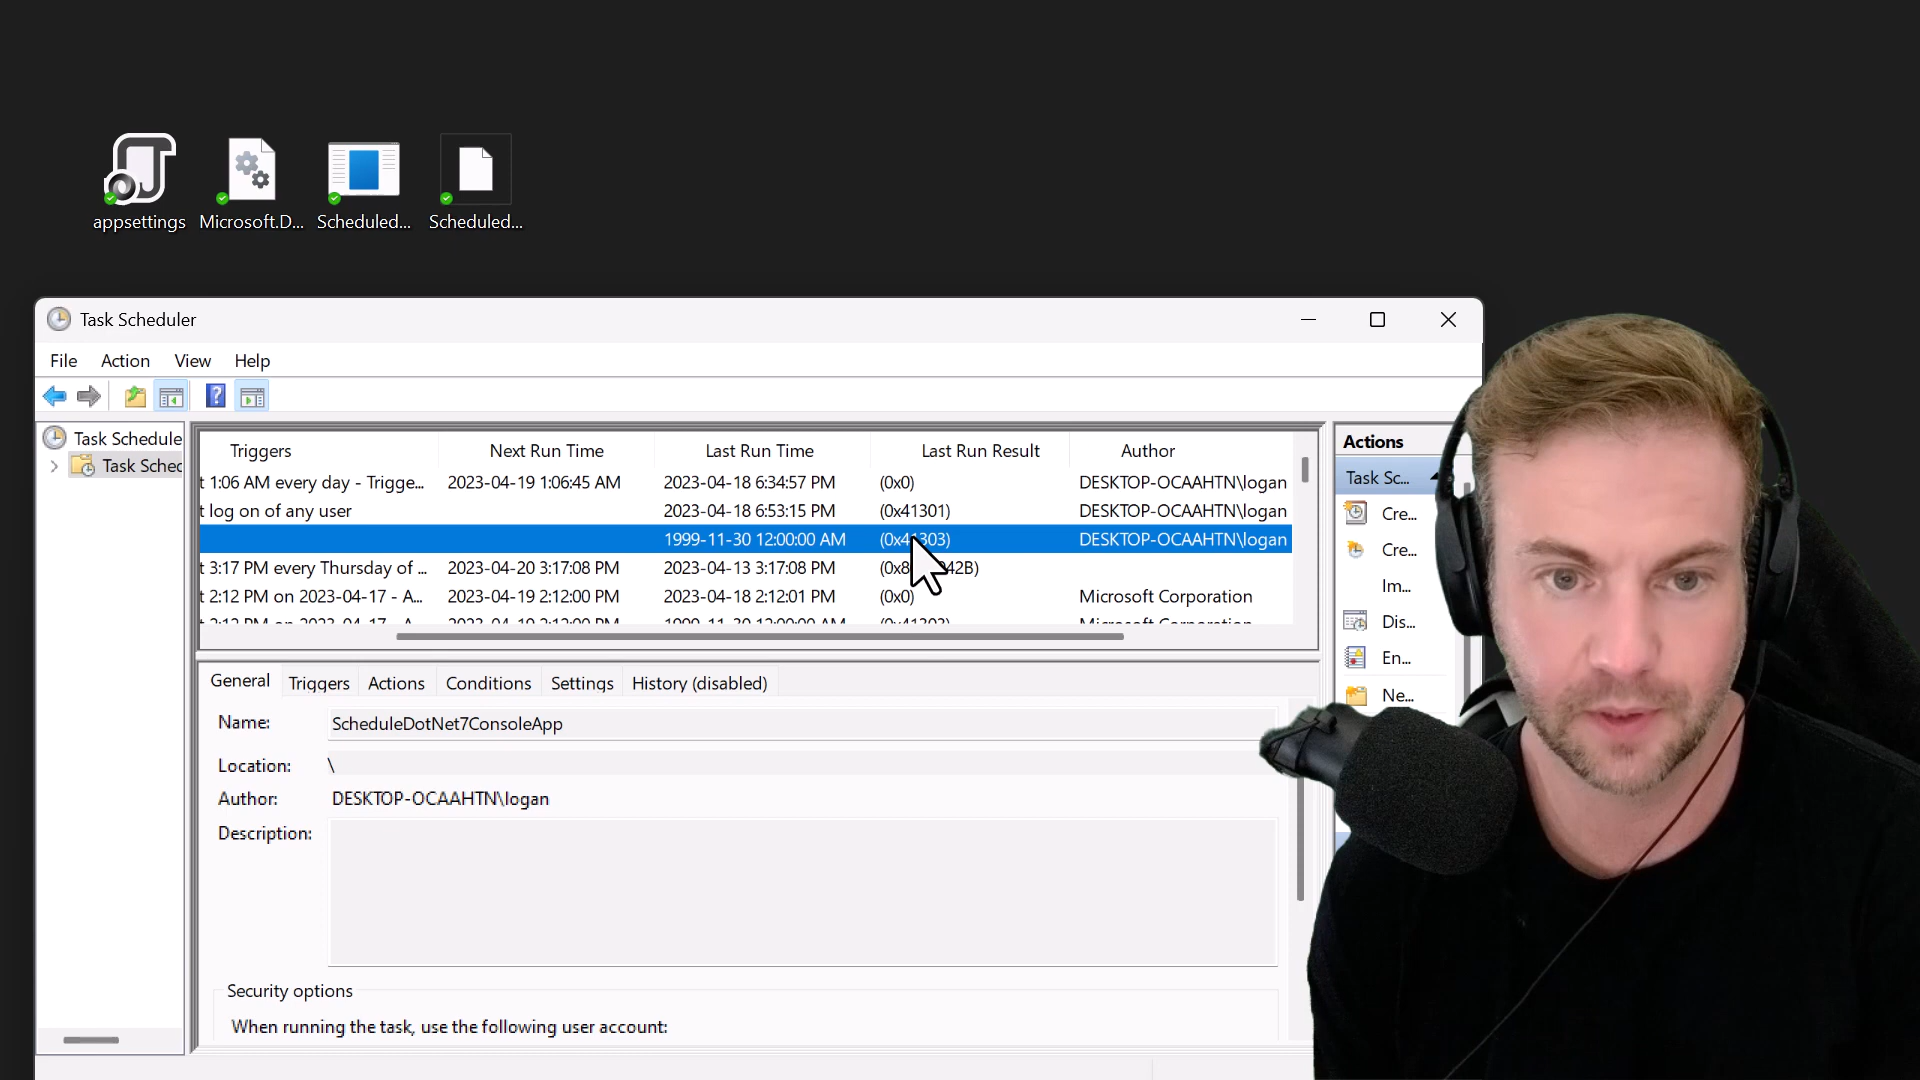 appsettings
Microsoft.D...
Scheduled...
Scheduled...
Task Scheduler
File Action View Help
Task Schedule
Task Sched
Triggers Next Run Time Last Run Time Last Run Result Author
t 1:06 AM every day - Trigge... 2023-04-19 1:06:45 AM 2023-04-18 6:34:57 PM (0x0) DESKTOP-OCAAHTN\logan
t log on of any user 2023-04-18 6:53:15 PM (0x41301) DESKTOP-OCAAHTN\logan
1999-11-30 12:00:00 AM (0x41303) DESKTOP-OCAAHTN\logan
t 3:17 PM every Thursday of ... 2023-04-20 3:17:08 PM 2023-04-13 3:17:08 PM
t 2:12 PM on 2023-04-17 - A... 2023-04-19 2:12:00 PM 2023-04-18 2:12:01 PM (0x0) Microsoft Corporation
Actions
Task Sc...
Cre...
Cre...
Im...
Dis...
En...
Ne...
General Triggers Actions Conditions Settings History (disabled)
Name: ScheduleDotNet7ConsoleApp
Location: \
Author: DESKTOP-OCAAHTN\logan
Description:
Security options
When running the task, use the following user account: